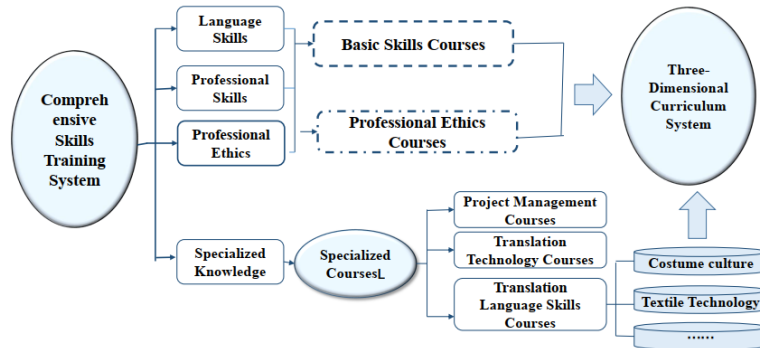 Compreh
ensive
Skills
Training
System
Language
Skills
Professional
Skills
Professional
Ethics
Specialized
Knowledge
Basic Skills Courses
Professional Ethics
Courses
Specialized
CoursesL
Project Management
Courses
Translation
Technology Courses
Translation
Language Skills
Courses
Three-
Dimensional
Curriculum
System
Costume culture
Textile Technology
……